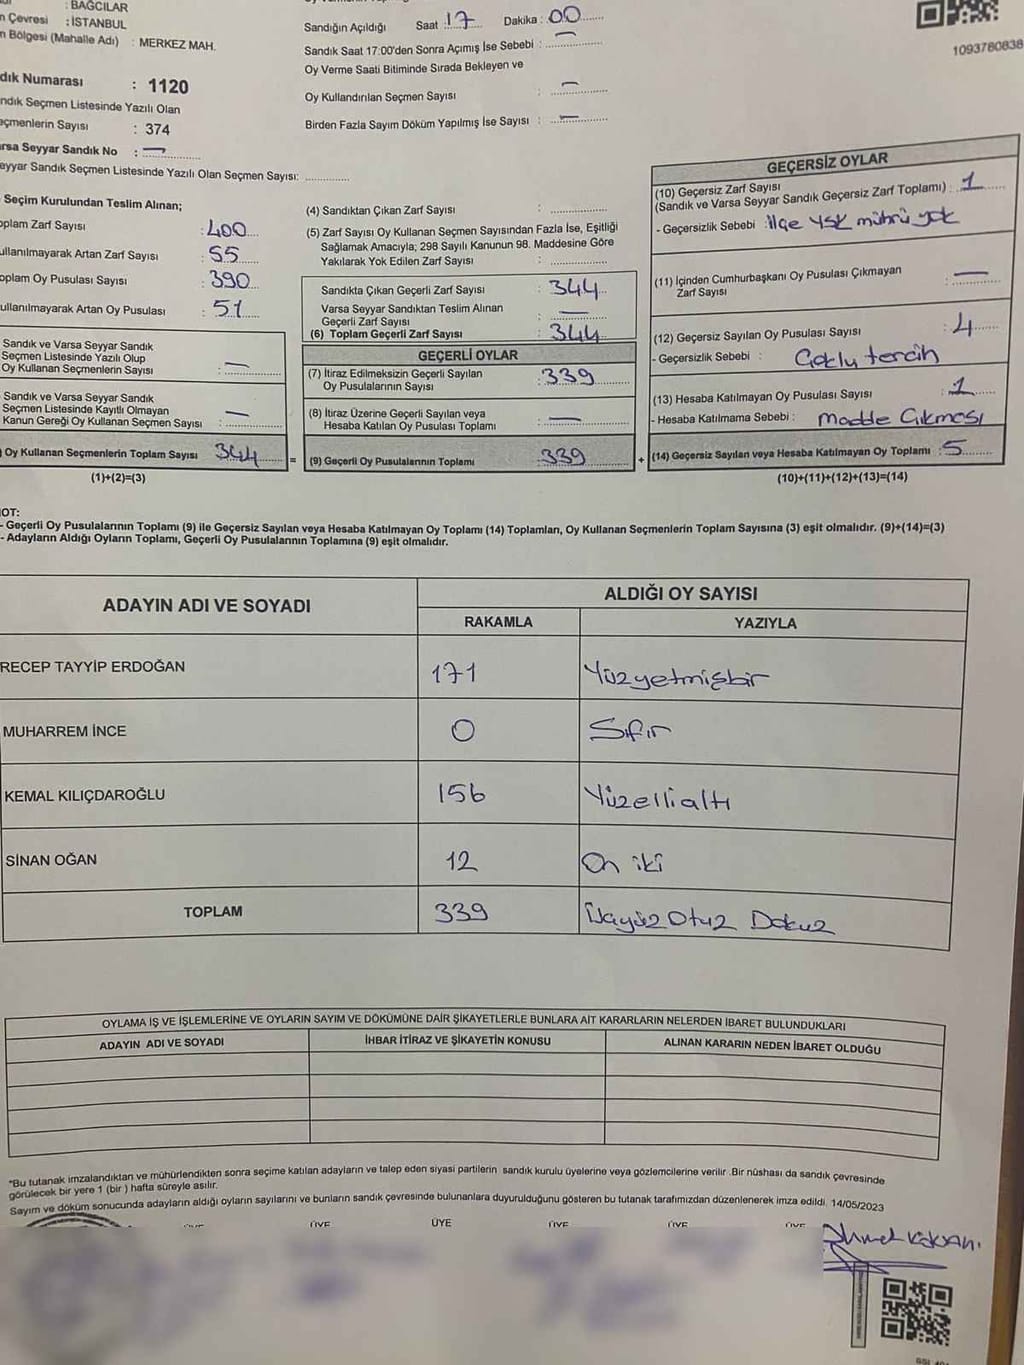 : BAĞCILAR
n Çevresi : İSTANBUL
n Bölgesi (Mahalle Adı) : MERKEZ MAH.
dık Numarası : 1120
ndık Seçmen Listesinde Yazılı Olan
eçmenlerin Sayısı : 374
arsa Seyyar Sandık No : —
eyyar Sandık Seçmen Listesinde Yazılı Olan Seçmen Sayısı: ..............
Sandığın Açıldığı Saat : 17 Dakika : 00
Sandık Saat 17:00'den Sonra Açımış İse Sebebi : —
Oy Verme Saati Bitiminde Sırada Bekleyen ve
Oy Kullandırılan Seçmen Sayısı : —
Birden Fazla Sayım Döküm Yapılmış İse Sayısı : —
1093780838
Seçim Kurulundan Teslim Alınan;
oplam Zarf Sayısı : 400
ullanılmayarak Artan Zarf Sayısı : 55
oplam Oy Pusulası Sayısı : 390
ullanılmayarak Artan Oy Pusulası : 51
Sandık ve Varsa Seyyar Sandık
Seçmen Listesinde Yazılı Olup
Oy Kullanan Seçmenlerin Sayısı : —
Sandık ve Varsa Seyyar Sandık
Seçmen Listesinde Kayıtlı Olmayan
Kanun Gereği Oy Kullanan Seçmen Sayısı : —
) Oy Kullanan Seçmenlerin Toplam Sayısı 344 =
(1)+(2)=(3)
(4) Sandıktan Çıkan Zarf Sayısı : ..............
(5) Zarf Sayısı Oy Kullanan Seçmen Sayısından Fazla İse, Eşitliği
Sağlamak Amacıyla; 298 Sayılı Kanunun 98. Maddesine Göre
Yakılarak Yok Edilen Zarf Sayısı : ..............
Sandıkta Çıkan Geçerli Zarf Sayısı : 344
Varsa Seyyar Sandıktan Teslim Alınan
Geçerli Zarf Sayısı : —
(6) Toplam Geçerli Zarf Sayısı : 344
GEÇERLİ OYLAR
(7) İtiraz Edilmeksizin Geçerli Sayılan
Oy Pusulalarının Sayısı : 339
(8) İtiraz Üzerine Geçerli Sayılan veya
Hesaba Katılan Oy Pusulası Toplamı : —
(9) Geçerli Oy Pusulalarının Toplamı : 339 +
GEÇERSİZ OYLAR
(10) Geçersiz Zarf Sayısı
(Sandık ve Varsa Seyyar Sandık Geçersiz Zarf Toplamı) : 1
- Geçersizlik Sebebi : İlçe YSK mührü yok
(11) İçinden Cumhurbaşkanı Oy Pusulası Çıkmayan
Zarf Sayısı : —
(12) Geçersiz Sayılan Oy Pusulası Sayısı : 4
- Geçersizlik Sebebi : Çoklu tercih
(13) Hesaba Katılmayan Oy Pusulası Sayısı : 1
- Hesaba Katılmama Sebebi : Madde Çıkması
(14) Geçersiz Sayılan veya Hesaba Katılmayan Oy Toplamı : 5
(10)+(11)+(12)+(13)=(14)
OT:
- Geçerli Oy Pusulalarının Toplamı (9) ile Geçersiz Sayılan veya Hesaba Katılmayan Oy Toplamı (14) Toplamları, Oy Kullanan Seçmenlerin Toplam Sayısına (3) eşit olmalıdır. (9)+(14)=(3)
- Adayların Aldığı Oyların Toplamı, Geçerli Oy Pusulalarının Toplamına (9) eşit olmalıdır.
ADAYIN ADI VE SOYADI
ALDIĞI OY SAYISI
RAKAMLA YAZIYLA
RECEP TAYYİP ERDOĞAN 171 Yüzyetmişbir
MUHARREM İNCE 0 Sıfır
KEMAL KILIÇDAROĞLU 156 Yüzellialtı
SİNAN OĞAN 12 On iki
TOPLAM 339 Üçyüz Otuz Dokuz
OYLAMA İŞ VE İŞLEMLERİNE VE OYLARIN SAYIM VE DÖKÜMÜNE DAİR ŞİKAYETLERLE BUNLARA AİT KARARLARIN NELERDEN İBARET BULUNDUKLARI
ADAYIN ADI VE SOYADI İHBAR İTİRAZ VE ŞİKAYETİN KONUSU ALINAN KARARIN NEDEN İBARET OLDUĞU
*Bu tutanak imzalandıktan ve mühürlendikten sonra seçime katılan adayların ve talep eden siyasi partilerin sandık kurulu üyelerine veya gözlemcilerine verilir .Bir nüshası da sandık çevresinde
görülecek bir yere 1 (bir ) hafta süreyle asılır.
Sayım ve döküm sonucunda adayların aldığı oyların sayılarını ve bunların sandık çevresinde bulunanlara duyurulduğunu gösteren bu tutanak tarafımızdan düzenlenerek imza edildi. 14/05/2023
ÜYE ÜYE ÜYE ÜYE ÜYE